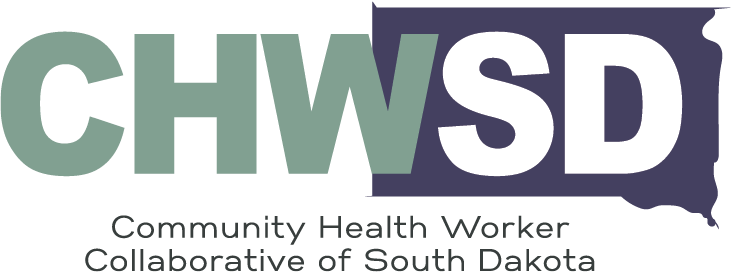 CHWSD
Community Health Worker
Collaborative of South Dakota